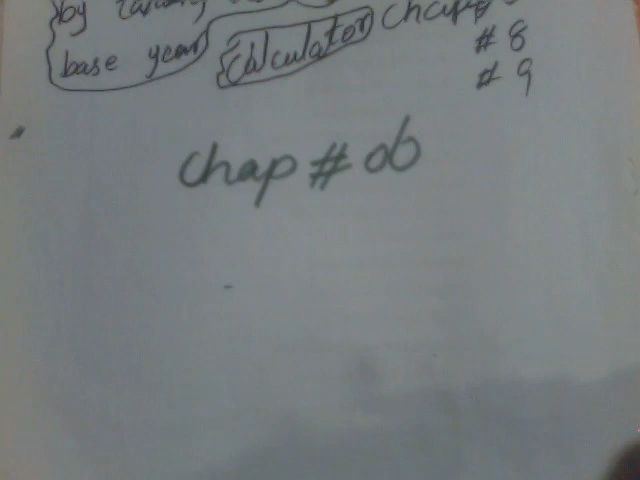 by
base year
Calculator chap
# 8
# 9
chap # 06